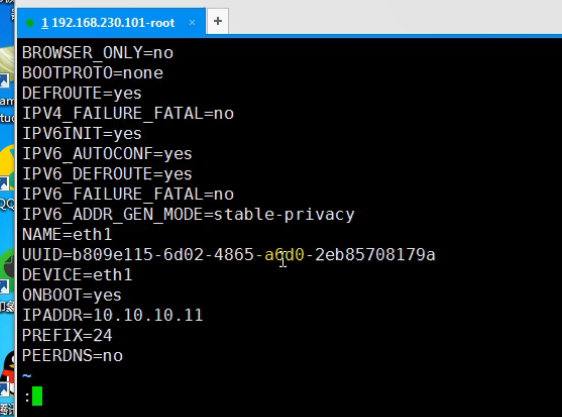 1 192.168.230.101-root × +
BROWSER_ONLY=no
BOOTPROTO=none
DEFROUTE=yes
IPV4_FAILURE_FATAL=no
IPV6INIT=yes
IPV6_AUTOCONF=yes
IPV6_DEFROUTE=yes
IPV6_FAILURE_FATAL=no
IPV6_ADDR_GEN_MODE=stable-privacy
NAME=eth1
UUID=b809e115-6d02-4865-a6d0-2eb85708179a
DEVICE=eth1
ONBOOT=yes
IPADDR=10.10.10.11
PREFIX=24
PEERDNS=no
~
: